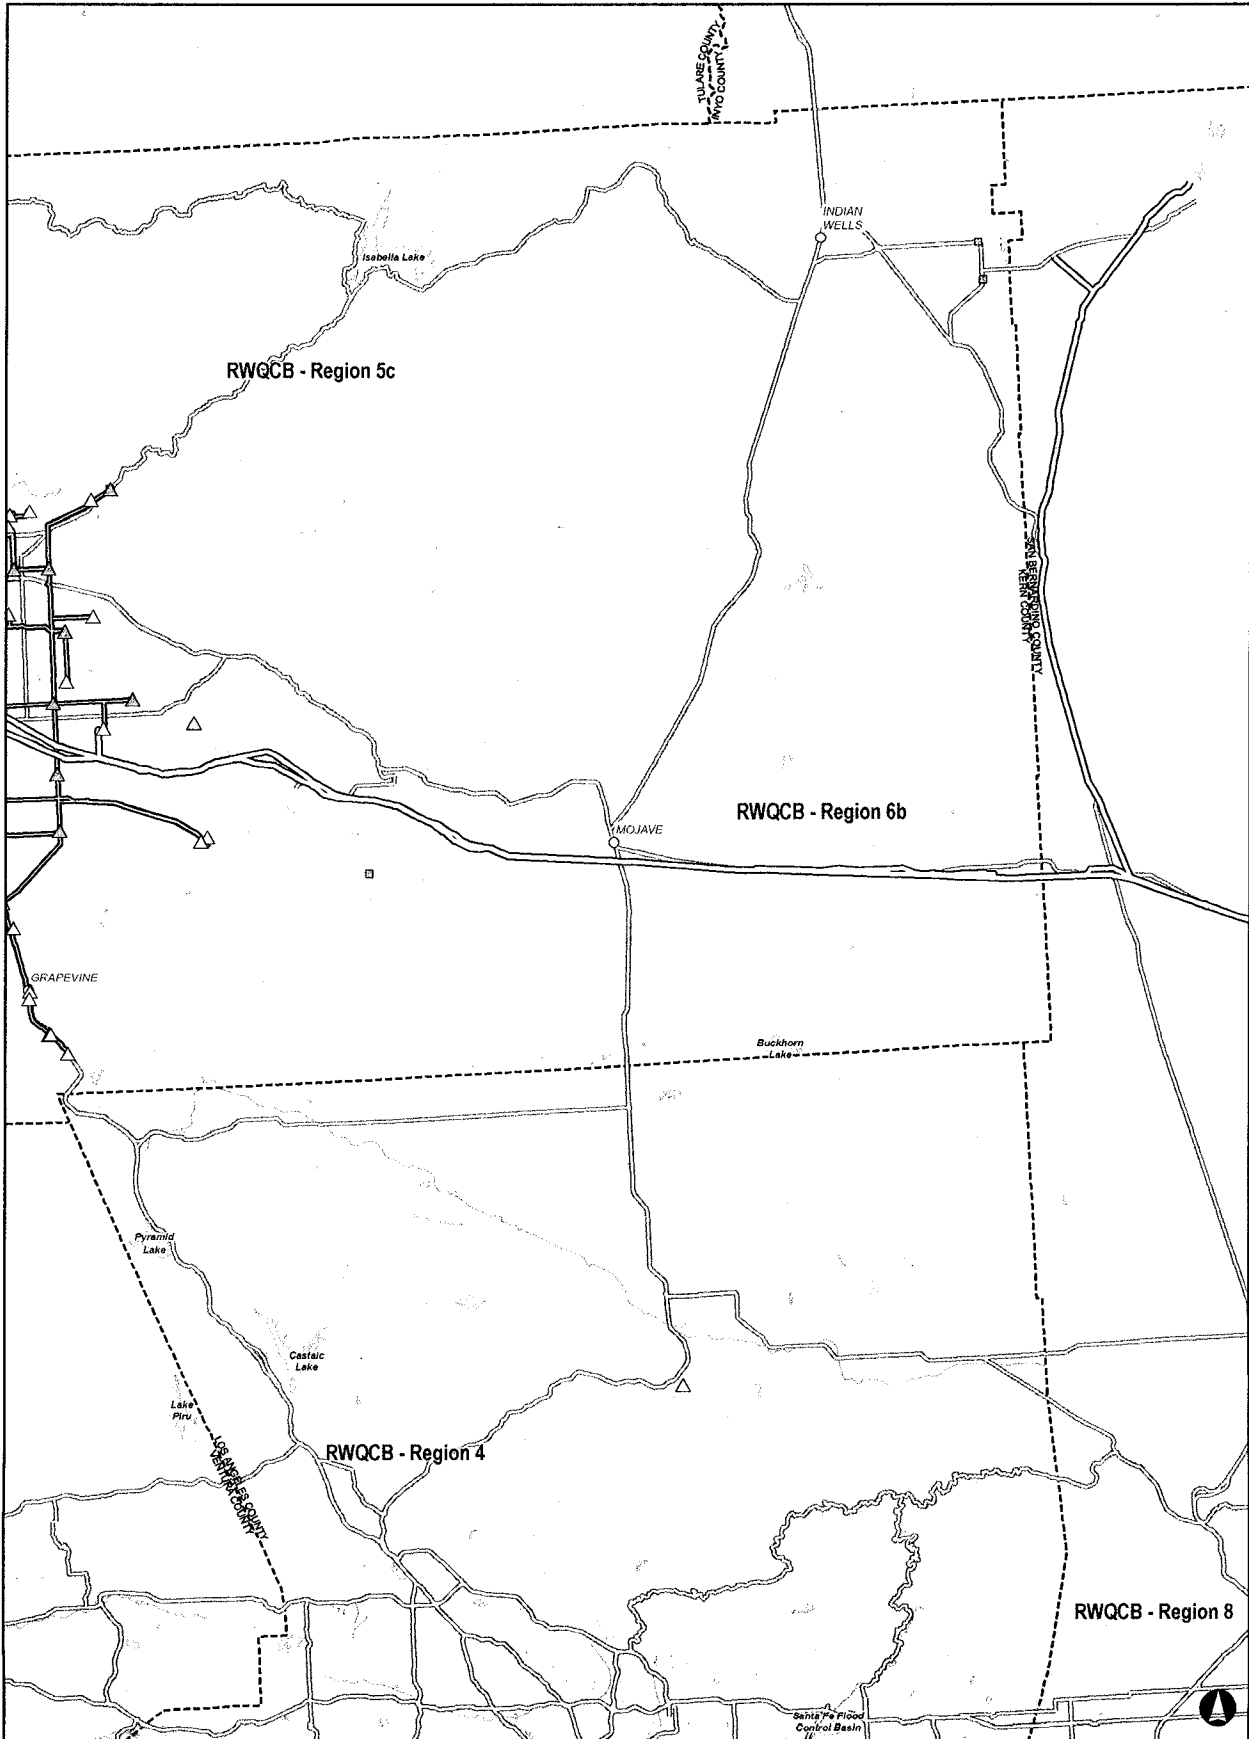 TULARE COUNTY
INYO COUNTY
INDIAN
WELLS
Isabella Lake
RWQCB - Region 5c
SAN BERNARDINO COUNTY
KERN COUNTY
RWQCB - Region 6b
MOJAVE
GRAPEVINE
Buckhorn
Lake
Pyramid
Lake
Castaic
Lake
Lake
Piru
LOS ANGELES COUNTY
VENTURA COUNTY
RWQCB - Region 4
RWQCB - Region 8
Santa Fe Flood
Control Basin